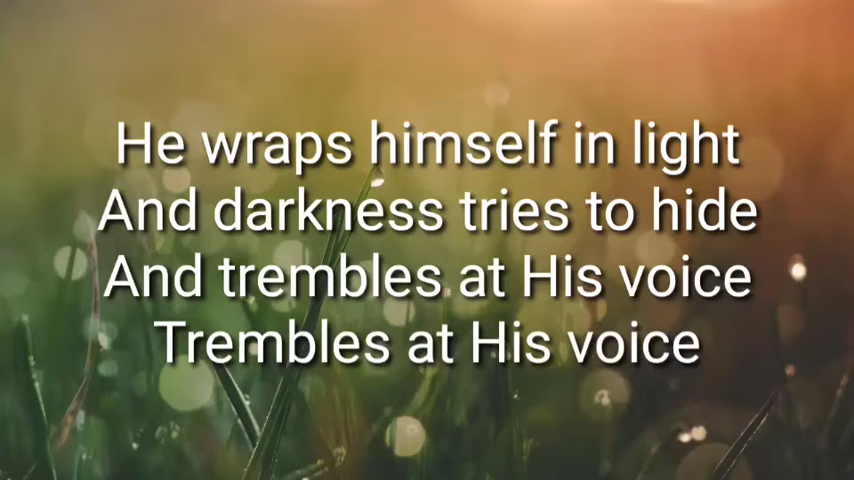 He wraps himself in light
And darkness tries to hide
And trembles at His voice
Trembles at His voice